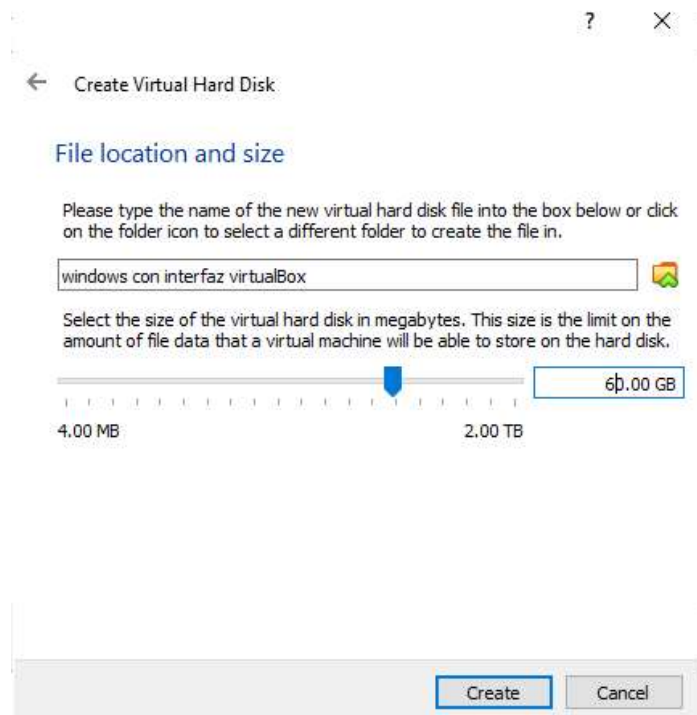 ?
Create Virtual Hard Disk
File location and size
Please type the name of the new virtual hard disk file into the box below or click
on the folder icon to select a different folder to create the file in.
windows con interfaz virtualBox
Select the size of the virtual hard disk in megabytes. This size is the limit on the
amount of file data that a virtual machine will be able to store on the hard disk.
60.00 GB
4.00 MB 2.00 TB
Create Cancel